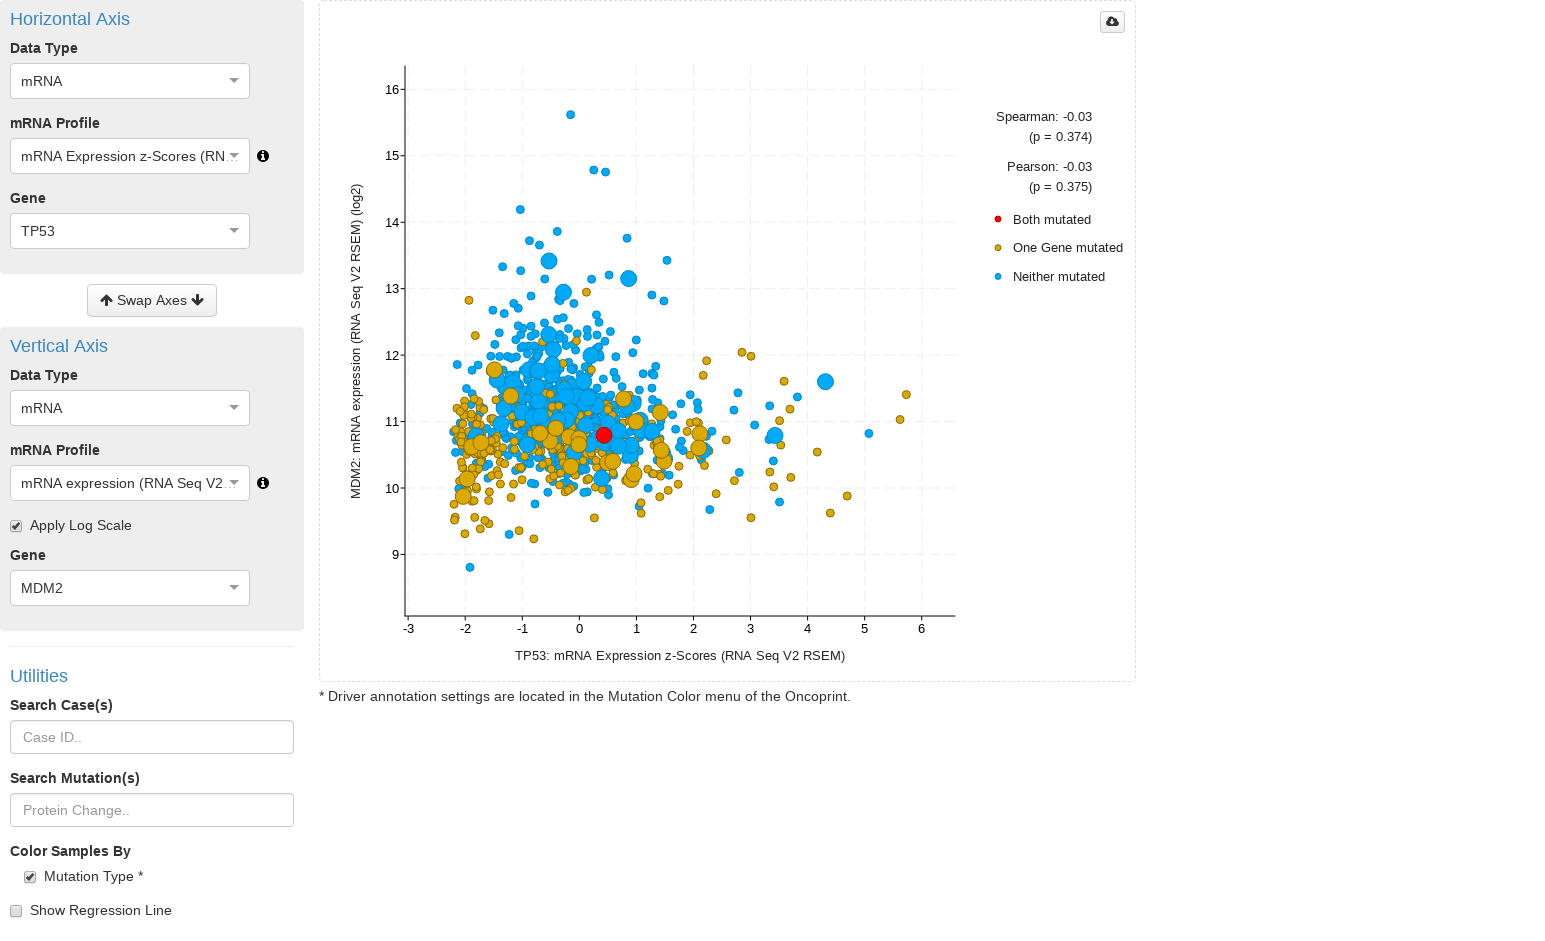 Horizontal Axis
Data Type
mRNA
mRNA Profile
mRNA Expression z-Scores (RN...
Gene
TP53
Swap Axes
Vertical Axis
Data Type
mRNA
mRNA Profile
mRNA expression (RNA Seq V2...
Apply Log Scale
Gene
MDM2
Utilities
Search Case(s)
Case ID..
Search Mutation(s)
Protein Change..
Color Samples By
Mutation Type *
Show Regression Line
MDM2: mRNA expression (RNA Seq V2 RSEM) (log2)
16
15
14
13
12
11
10
9
-3 -2 -1 0 1 2 3 4 5 6
TP53: mRNA Expression z-Scores (RNA Seq V2 RSEM)
Spearman: -0.03
(p = 0.374)
Pearson: -0.03
(p = 0.375)
Both mutated
One Gene mutated
Neither mutated
* Driver annotation settings are located in the Mutation Color menu of the Oncoprint.